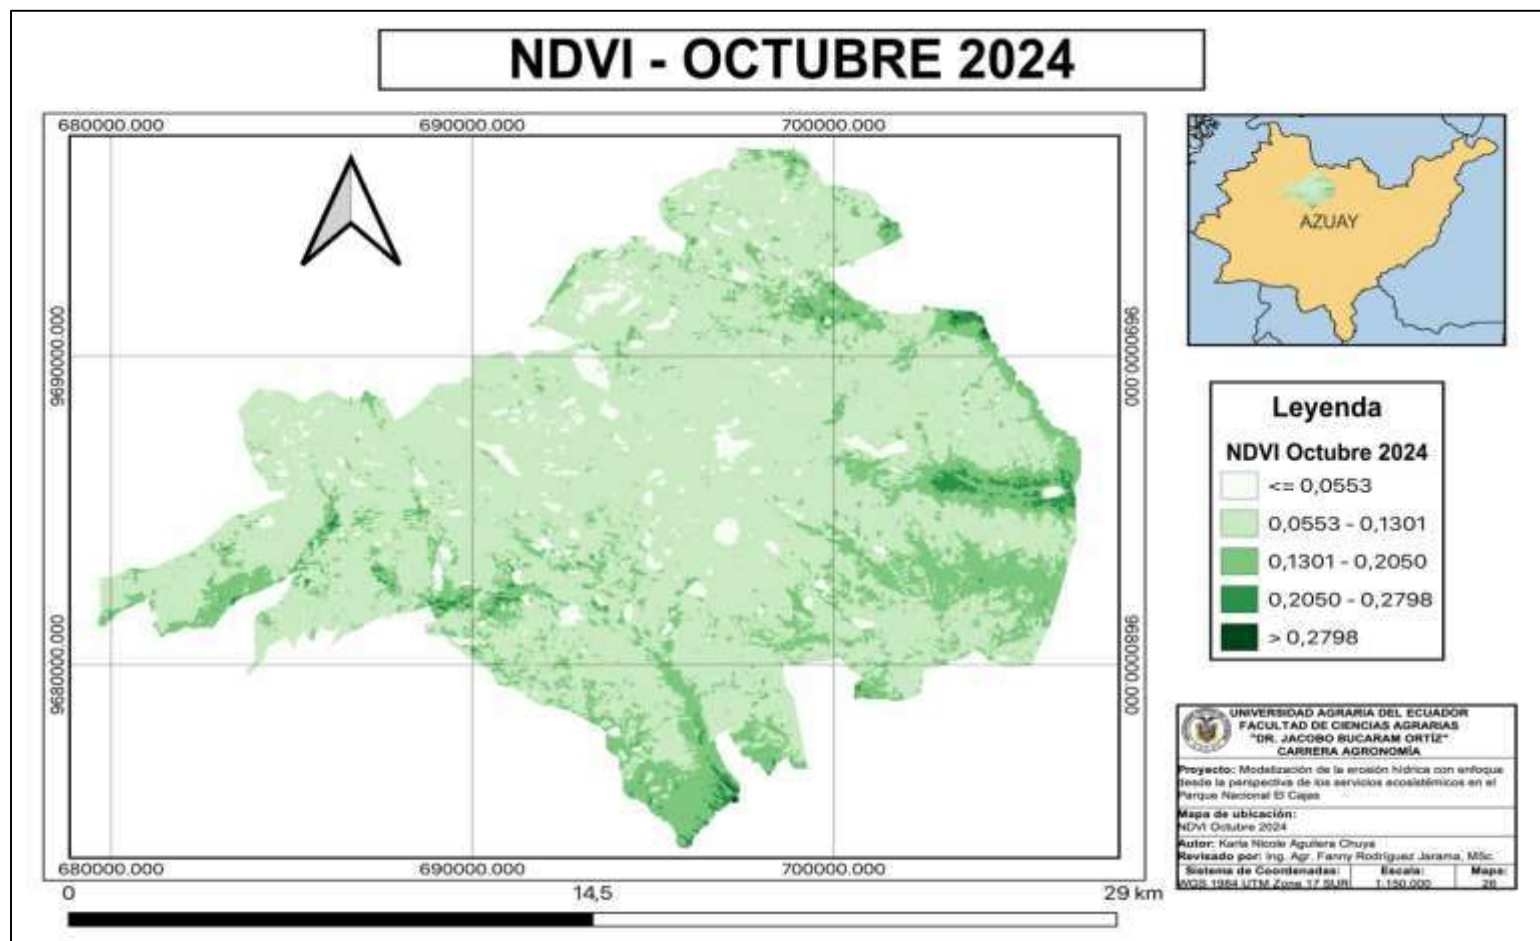 NDVI - OCTUBRE 2024
680000.000 690000.000 700000.000
9690000.000
9680000.000
9690000.000
9680000.000
680000.000 690000.000 700000.000
0 14,5 29 km
AZUAY
Leyenda
NDVI Octubre 2024
<= 0,0553
0,0553 - 0,1301
0,1301 - 0,2050
0,2050 - 0,2798
> 0,2798
UNIVERSIDAD AGRARIA DEL ECUADOR
FACULTAD DE CIENCIAS AGRARIAS
"DR. JACOBO BUCARAM ORTÍZ"
CARRERA AGRONOMÍA
Proyecto: Modelización de la erosión hídrica con enfoque
desde la perspectiva de los servicios ecosistémicos en el
Parque Nacional El Cajas
Mapa de ubicación:
NDVI Octubre 2024
Autor: Karla Nicole Aguilera Chuya
Revisado por: Ing. Agr. Fanny Rodríguez Jarama, MSc.
Sistema de Coordenadas: Escala: Mapa:
WGS 1984 UTM Zone 17 SUR 1:150.000 26